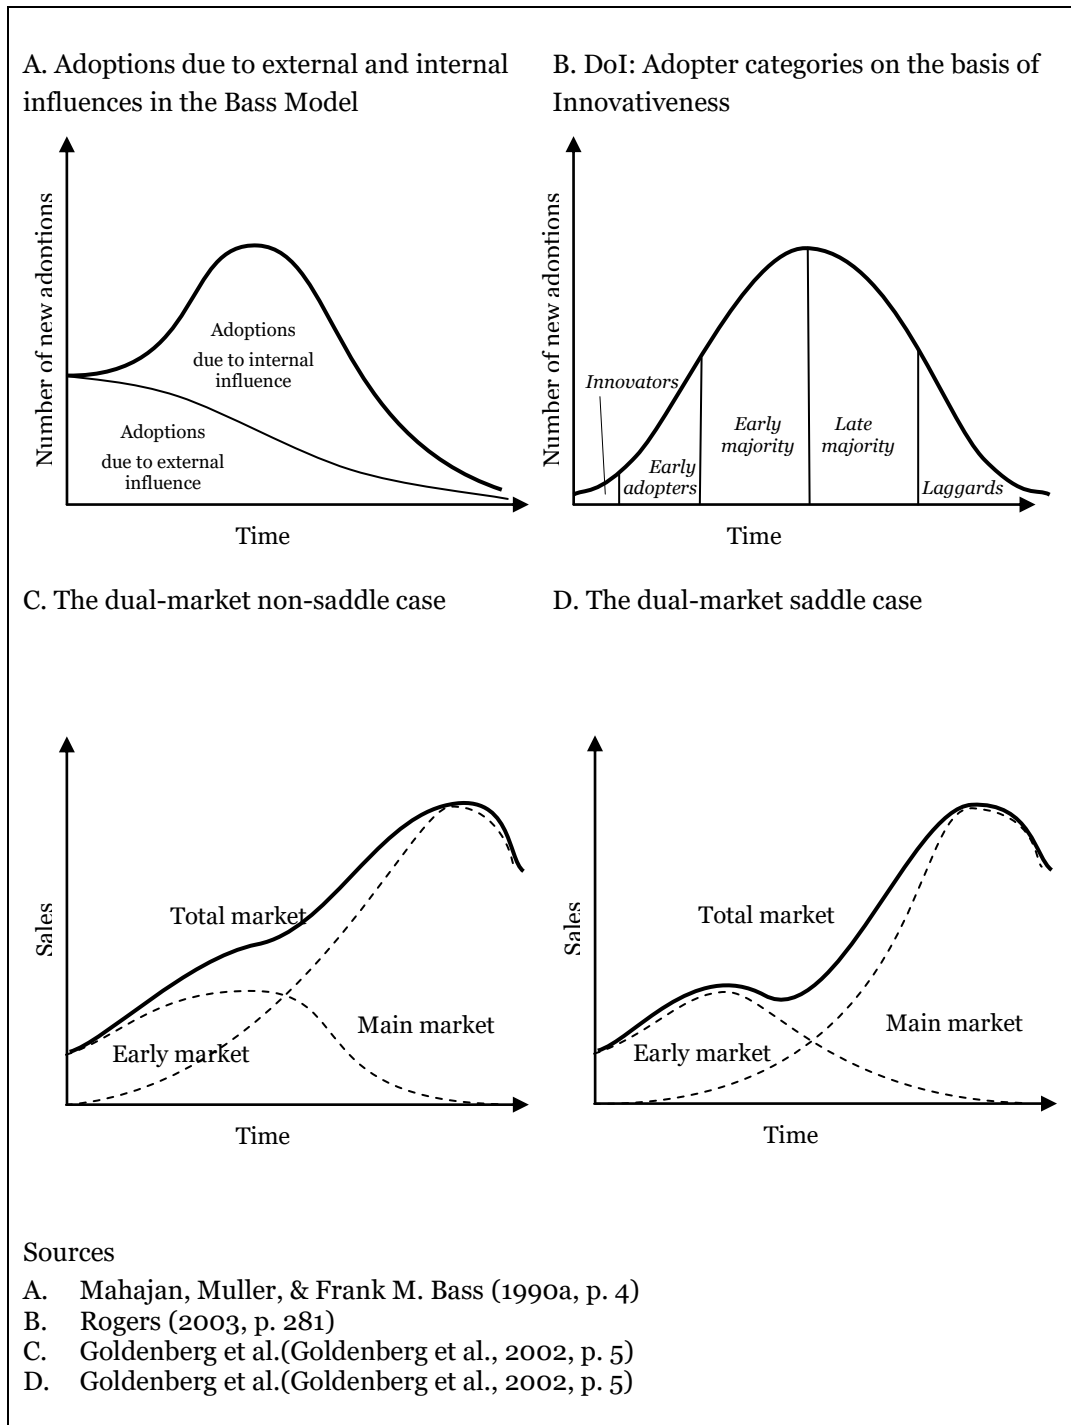 A. Adoptions due to external and internal
influences in the Bass Model
B. DoI: Adopter categories on the basis of
Innovativeness
Number of new adoptions
Adoptions
due to internal
influence
Adoptions
due to external
influence
Time
Number of new adoptions
Innovators
Early
adopters
Early
majority
Late
majority
Laggards
Time
C. The dual-market non-saddle case
D. The dual-market saddle case
Sales
Total market
Early market
Main market
Time
Sales
Total market
Early market
Main market
Time
Sources
A. Mahajan, Muller, & Frank M. Bass (1990a, p. 4)
B. Rogers (2003, p. 281)
C. Goldenberg et al.(Goldenberg et al., 2002, p. 5)
D. Goldenberg et al.(Goldenberg et al., 2002, p. 5)